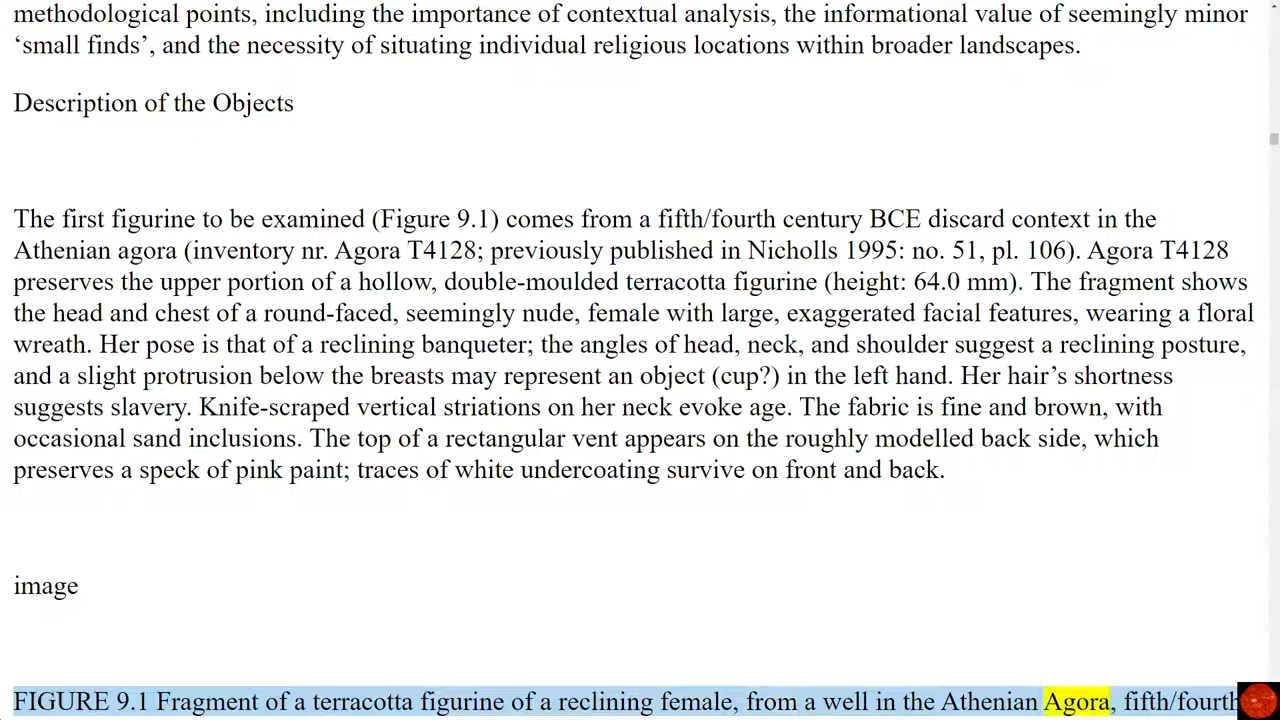 methodological points, including the importance of contextual analysis, the informational value of seemingly minor
‘small finds’, and the necessity of situating individual religious locations within broader landscapes.
Description of the Objects
The first figurine to be examined (Figure 9.1) comes from a fifth/fourth century BCE discard context in the
Athenian agora (inventory nr. Agora T4128; previously published in Nicholls 1995: no. 51, pl. 106). Agora T4128
preserves the upper portion of a hollow, double-moulded terracotta figurine (height: 64.0 mm). The fragment shows
the head and chest of a round-faced, seemingly nude, female with large, exaggerated facial features, wearing a floral
wreath. Her pose is that of a reclining banqueter; the angles of head, neck, and shoulder suggest a reclining posture,
and a slight protrusion below the breasts may represent an object (cup?) in the left hand. Her hair’s shortness
suggests slavery. Knife-scraped vertical striations on her neck evoke age. The fabric is fine and brown, with
occasional sand inclusions. The top of a rectangular vent appears on the roughly modelled back side, which
preserves a speck of pink paint; traces of white undercoating survive on front and back.
image
FIGURE 9.1 Fragment of a terracotta figurine of a reclining female, from a well in the Athenian Agora, fifth/fourth